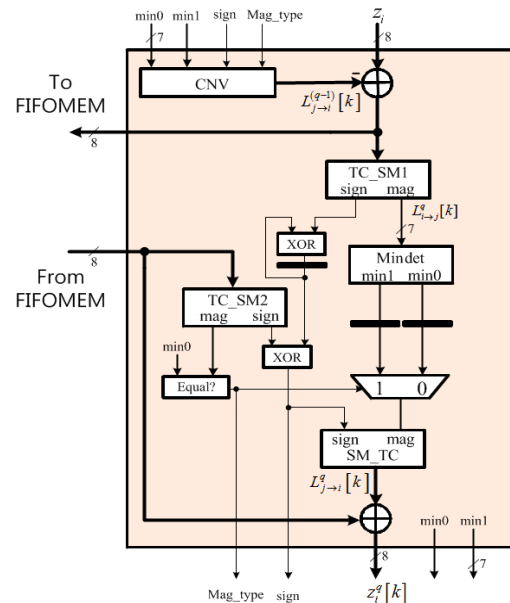 min0 min1 sign Mag_type z_i
7 8
To FIFOMEM
CNV
−
L_{j→i}^{(q-1)}[k]
8
TC_SM1
sign mag
L_{i→j}^{q}[k]
7
XOR
Mindet
min1 min0
8
From FIFOMEM
TC_SM2
mag sign
min0
XOR
Equal?
1 0
sign mag
SM_TC
L_{j→i}^{q}[k]
min0 min1
8 7
Mag_type sign z_i^q[k]